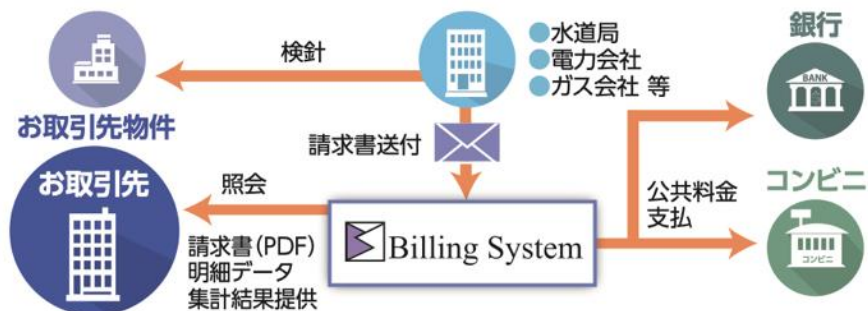 検針
お取引先物件
●水道局
●電力会社
●ガス会社 等
銀行
BANK
請求書送付
お取引先
照会
請求書(PDF)
明細データ
集計結果提供
Billing System
公共料金
支払
コンビニ
コンビニ